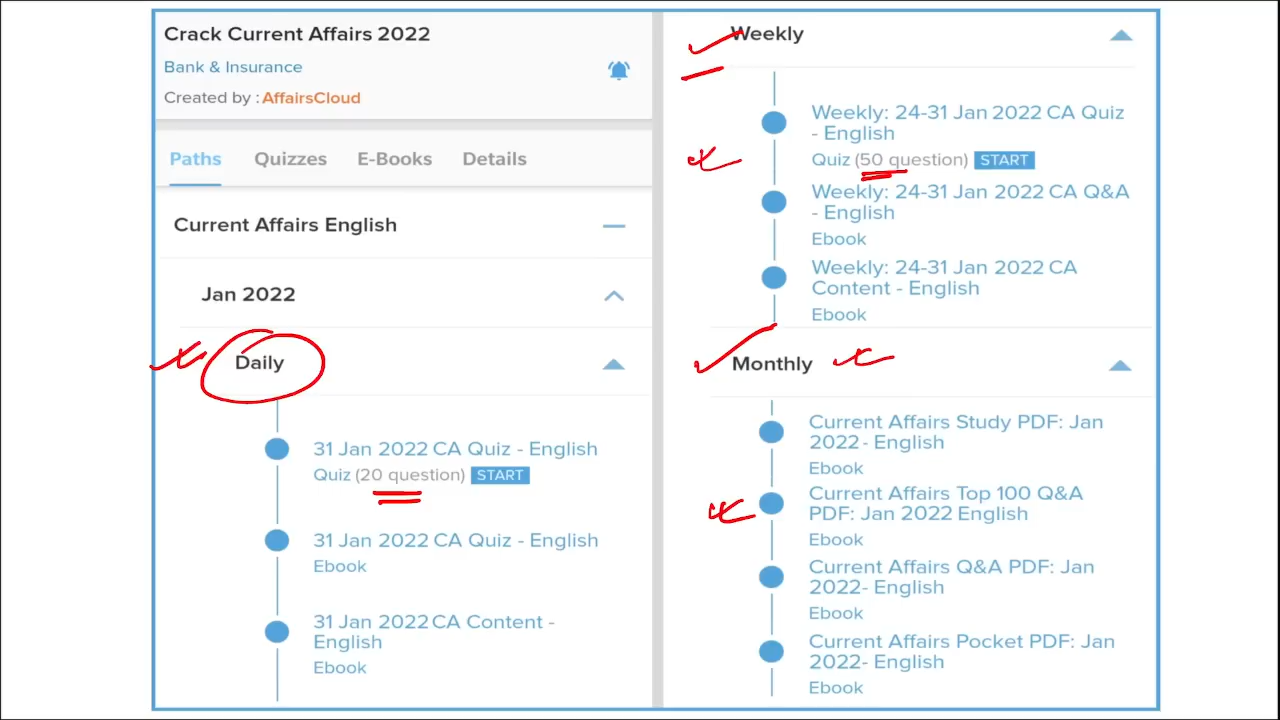 Crack Current Affairs 2022
Bank & Insurance
Created by : AffairsCloud
Paths Quizzes E-Books Details
Current Affairs English
Jan 2022
Daily
31 Jan 2022 CA Quiz - English
Quiz (20 question) START
31 Jan 2022 CA Quiz - English
Ebook
31 Jan 2022 CA Content -
English
Ebook
Weekly
Weekly: 24-31 Jan 2022 CA Quiz
- English
Quiz (50 question) START
Weekly: 24-31 Jan 2022 CA Q&A
- English
Ebook
Weekly: 24-31 Jan 2022 CA
Content - English
Ebook
Monthly
Current Affairs Study PDF: Jan
2022- English
Ebook
Current Affairs Top 100 Q&A
PDF: Jan 2022 English
Ebook
Current Affairs Q&A PDF: Jan
2022- English
Ebook
Current Affairs Pocket PDF: Jan
2022- English
Ebook